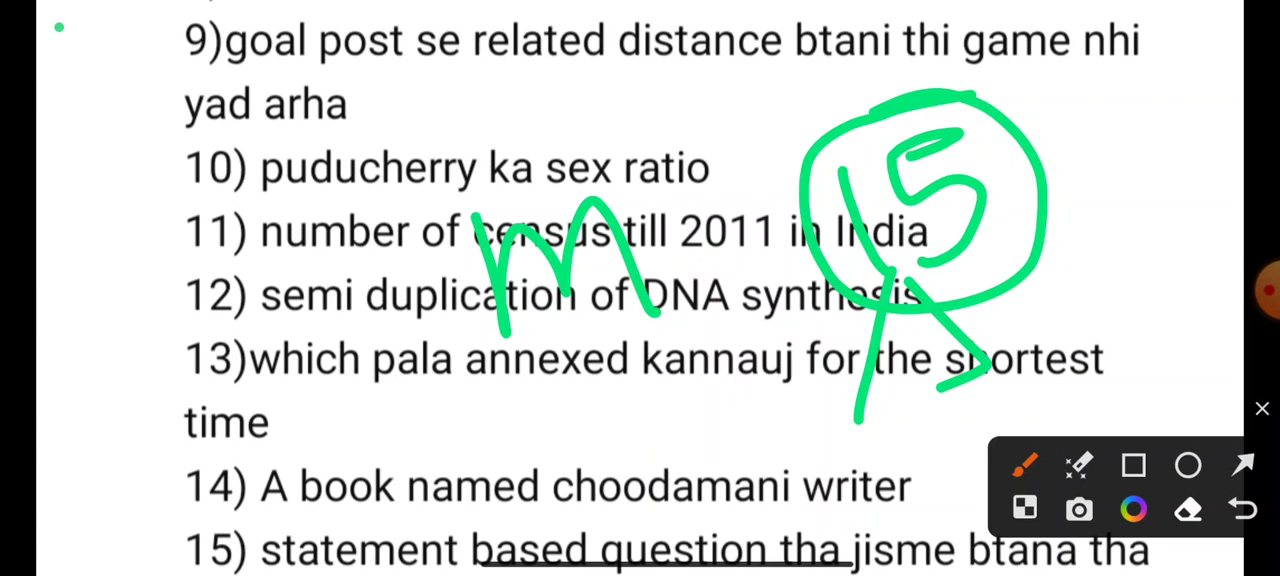 9)goal post se related distance btani thi game nhi
yad arha
10) puducherry ka sex ratio
11) number of census till 2011 in India
12) semi duplication of DNA synthesis
13)which pala annexed kannauj for the shortest
time
14) A book named choodamani writer
15) statement based question tha jisme btana tha
15
m